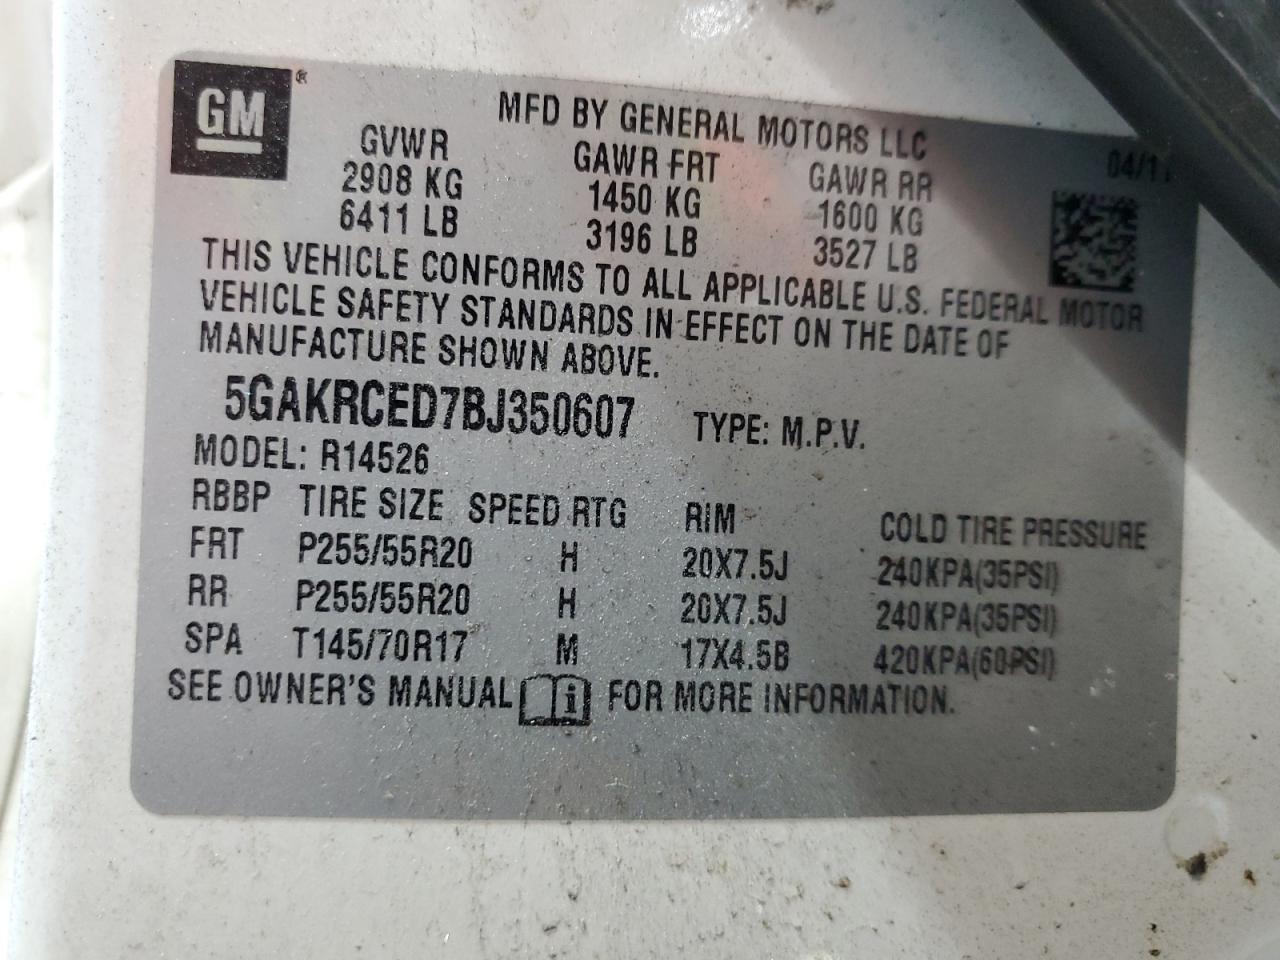 GM ®
MFD BY GENERAL MOTORS LLC
04/11
GVWR GAWR FRT GAWR RR
2908 KG 1450 KG 1600 KG
6411 LB 3196 LB 3527 LB
THIS VEHICLE CONFORMS TO ALL APPLICABLE U.S. FEDERAL MOTOR
VEHICLE SAFETY STANDARDS IN EFFECT ON THE DATE OF
MANUFACTURE SHOWN ABOVE.
5GAKRCED7BJ350607 TYPE: M.P.V.
MODEL: R14526
RBBP TIRE SIZE SPEED RTG RIM COLD TIRE PRESSURE
FRT P255/55R20 H 20X7.5J 240KPA(35PSI)
RR P255/55R20 H 20X7.5J 240KPA(35PSI)
SPA T145/70R17 M 17X4.5B 420KPA(60PSI)
SEE OWNER'S MANUAL i FOR MORE INFORMATION.